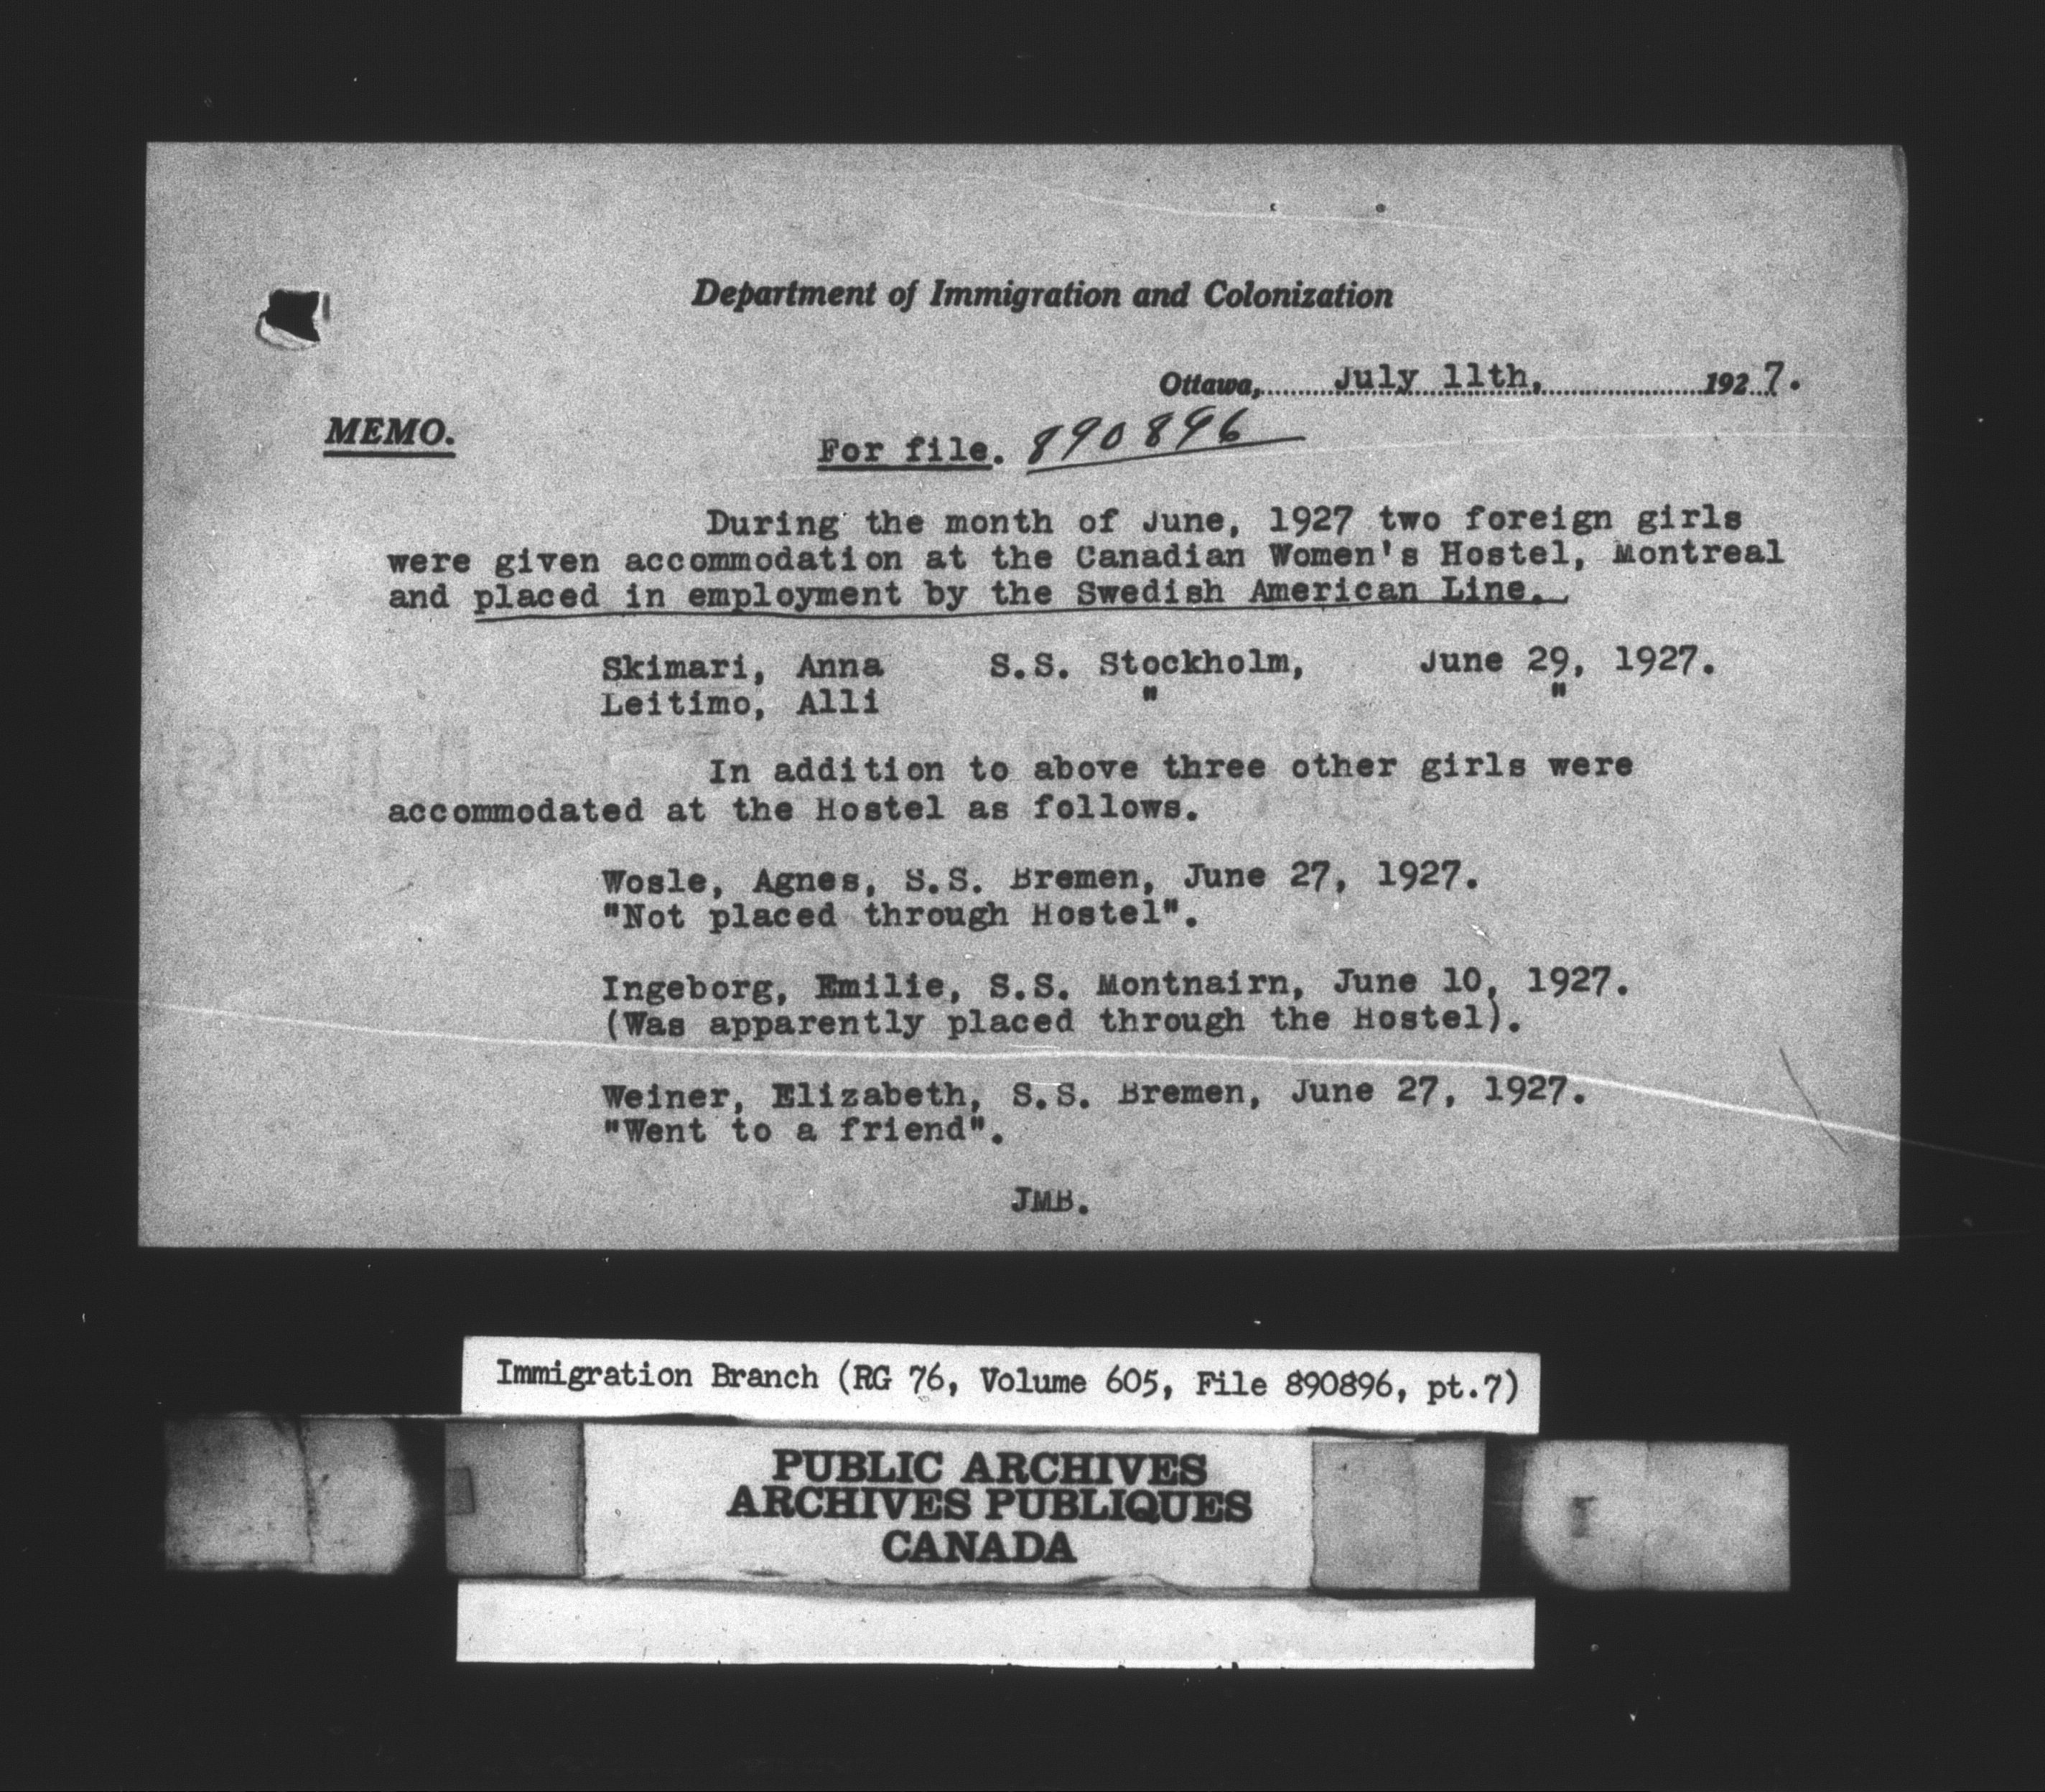 Department of Immigration and Colonization
Ottawa, July 11th, 1927.
MEMO.
For file. 890896
During the month of June, 1927 two foreign girls
were given accommodation at the Canadian Women's Hostel, Montreal
and placed in employment by the Swedish American Line.
Skimari, Anna S.S. Stockholm, June 29, 1927.
Leitimo, Alli " "
In addition to above three other girls were
accommodated at the Hostel as follows.
Wosle, Agnes, S.S. Bremen, June 27, 1927.
"Not placed through Hostel".
Ingeborg, Emilie, S.S. Montnairn, June 10, 1927.
(Was apparently placed through the Hostel).
Weiner, Elizabeth, S.S. Bremen, June 27, 1927.
"Went to a friend".
JMB.
Immigration Branch (RG 76, Volume 605, File 890896, pt.7)
PUBLIC ARCHIVES
ARCHIVES PUBLIQUES
CANADA